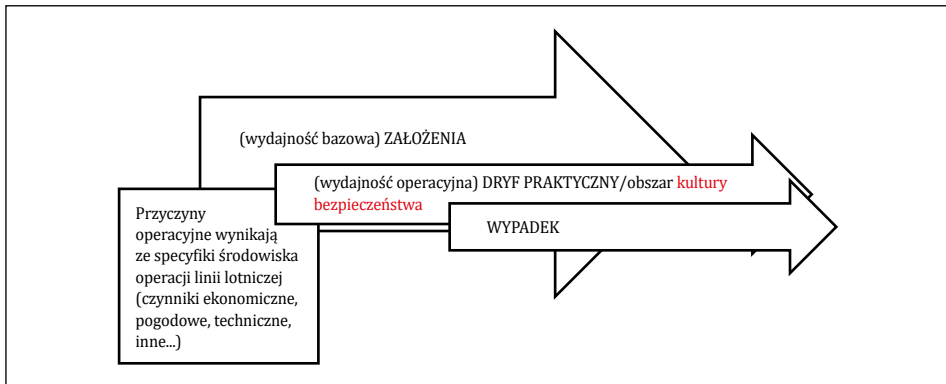 (wydajność bazowa) ZAŁOŻENIA
(wydajność operacyjna) DRYF PRAKTYCZNY/obszar kultury
bezpieczeństwa
WYPADEK
Przyczyny
operacyjne wynikają
ze specyfiki środowiska
operacji linii lotniczej
(czynniki ekonomiczne,
pogodowe, techniczne,
inne...)